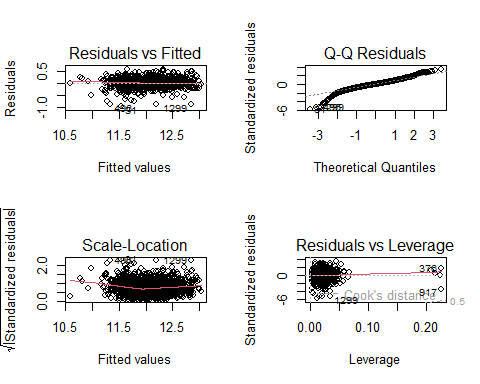 Residuals vs Fitted
Residuals
0.5
-1.0
1299
10.5 11.5 12.5
Fitted values
Q-Q Residuals
Standardized residuals
0
-6
-3 -1 1 2 3
Theoretical Quantiles
Scale-Location
√|Standardized residuals|
2.0
0.0
1299
10.5 11.5 12.5
Fitted values
Residuals vs Leverage
Standardized residuals
0
-6
376
917
1299
Cook's distance
0.5
0.00 0.10 0.20
Leverage